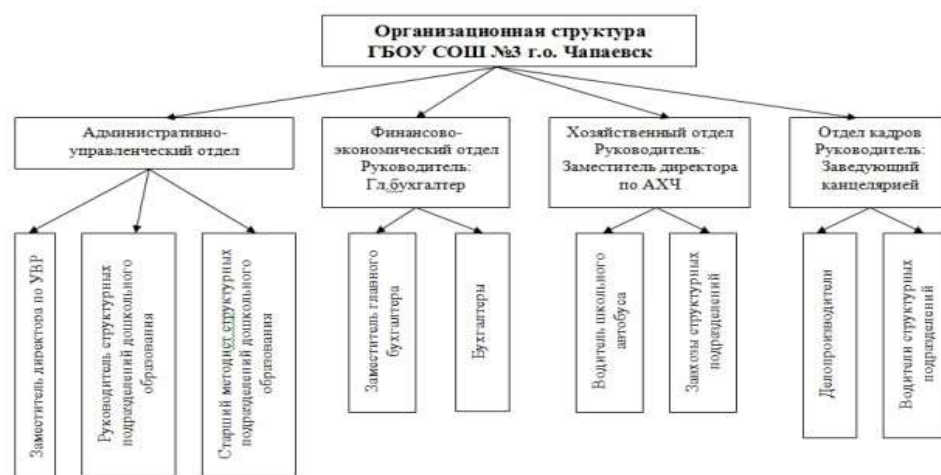 Организационная структура
ГБОУ СОШ №3 г.о. Чапаевск
Административно-
управленческий отдел
Финансово-
экономический отдел
Руководитель:
Гл.бухгалтер
Хозяйственный отдел
Руководитель:
Заместитель директора
по АХЧ
Отдел кадров
Руководитель:
Заведующий
канцелярией
Заместитель директора по УВР
Руководитель структурных
подразделений дошкольного
образования
Старший методист структурных
подразделений дошкольного
образования
Заместитель главного
бухгалтера
Бухгалтеры
Водитель школьного
автобуса
Завхозы структурных
подразделений
Делопроизводители
Водители структурных
подразделений